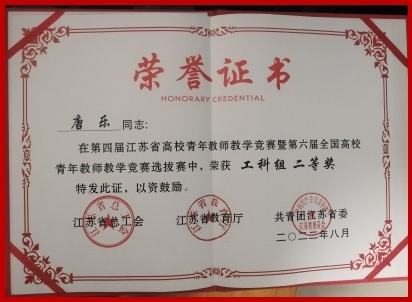 荣誉证书
HONORARY CREDENTIAL
唐乐 同志：
在第四届江苏省高校青年教师教学竞赛暨第六届全国高校
青年教师教学竞赛选拔赛中，荣获 工科组 二等奖
特发此证，以资鼓励。
江苏省总工会 江苏省教育厅 共青团江苏省委
二〇二二年八月